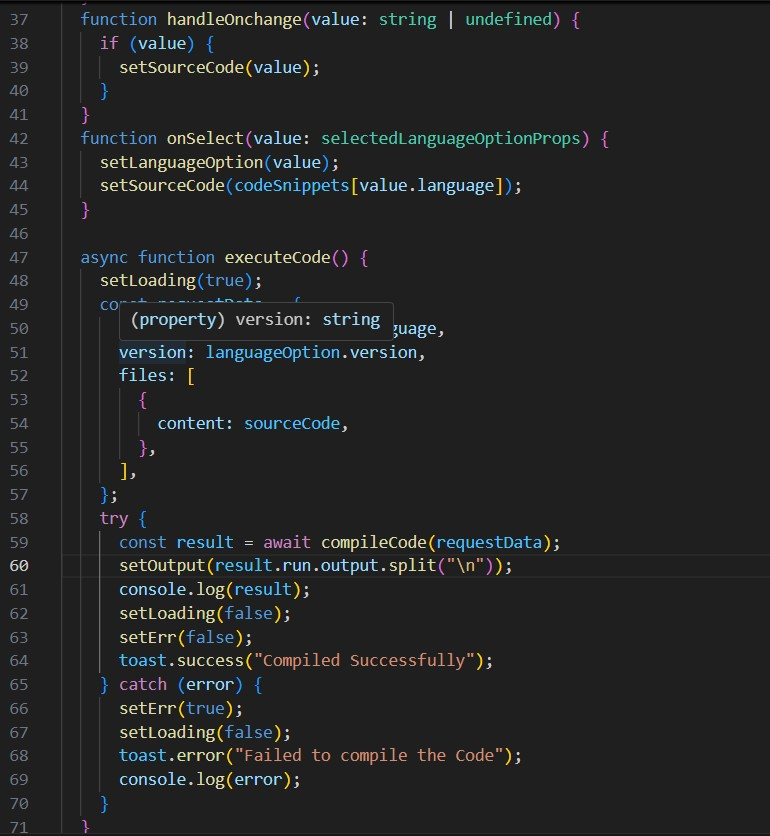 37 function handleOnchange(value: string | undefined) {
38 if (value) {
39 setSourceCode(value);
40 }
41 }
42 function onSelect(value: selectedLanguageOptionProps) {
43 setLanguageOption(value);
44 setSourceCode(codeSnippets[value.language]);
45 }
46
47 async function executeCode() {
48 setLoading(true);
49 const requestData = {
(property) version: string
50 guage,
51 version: languageOption.version,
52 files: [
53 {
54 content: sourceCode,
55 },
56 ],
57 };
58 try {
59 const result = await compileCode(requestData);
60 setOutput(result.run.output.split("\n"));
61 console.log(result);
62 setLoading(false);
63 setErr(false);
64 toast.success("Compiled Successfully");
65 } catch (error) {
66 setErr(true);
67 setLoading(false);
68 toast.error("Failed to compile the Code");
69 console.log(error);
70 }
71 }